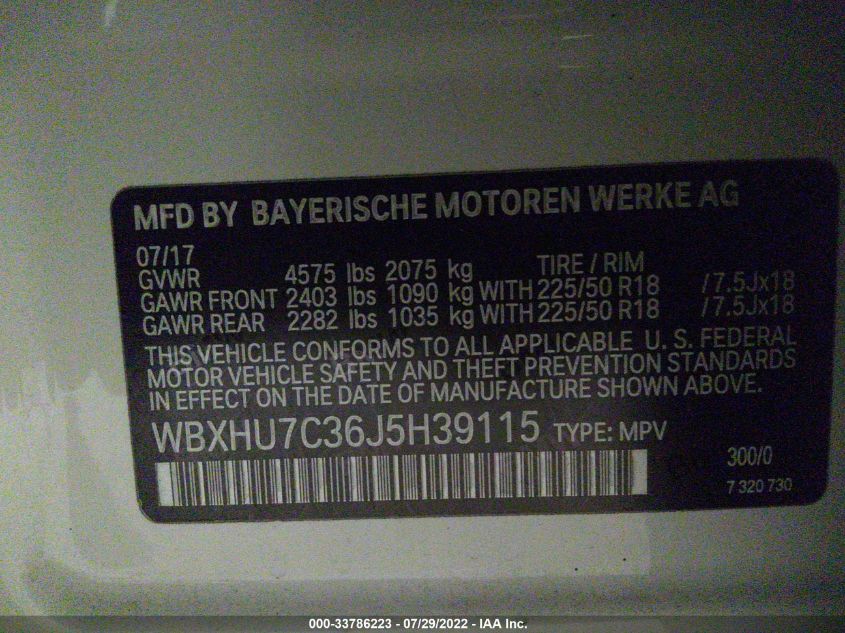 MFD BY BAYERISCHE MOTOREN WERKE AG
07/17
GVWR 4575 lbs 2075 kg TIRE / RIM
GAWR FRONT 2403 lbs 1090 kg WITH 225/50 R18 /7.5Jx18
GAWR REAR 2282 lbs 1035 kg WITH 225/50 R18 /7.5Jx18
THIS VEHICLE CONFORMS TO ALL APPLICABLE U. S. FEDERAL
MOTOR VEHICLE SAFETY AND THEFT PREVENTION STANDARDS
IN EFFECT ON THE DATE OF MANUFACTURE SHOWN ABOVE.
WBXHU7C36J5H39115 TYPE: MPV
300/0
7 320 730
000-33786223 - 07/29/2022 - IAA Inc.